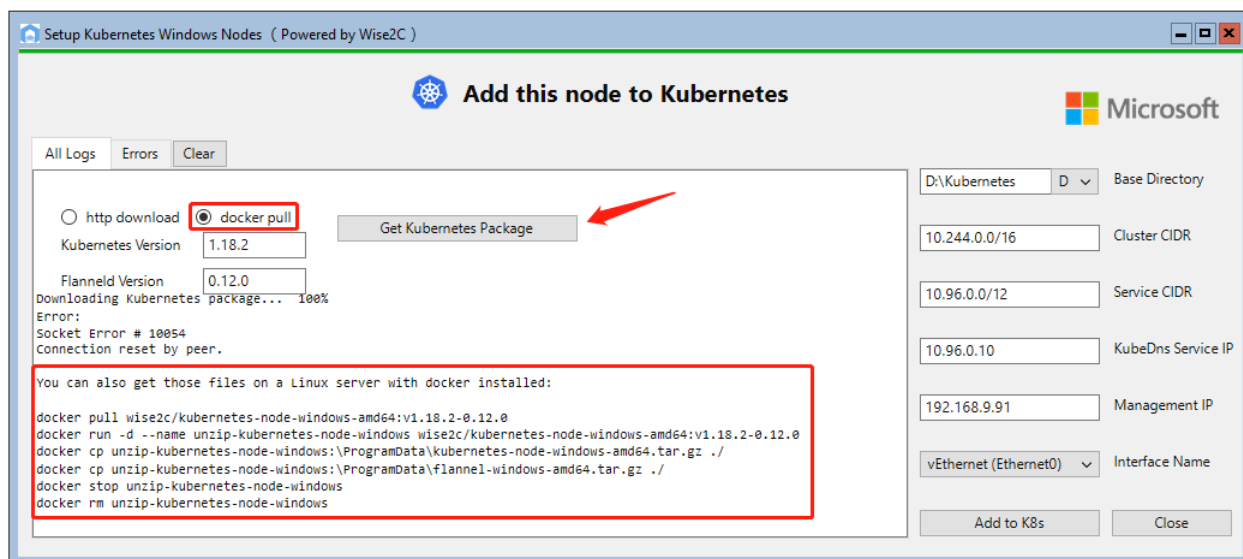 Setup Kubernetes Windows Nodes ( Powered by Wise2C )
Add this node to Kubernetes
Microsoft
All Logs Errors Clear
http download docker pull
Get Kubernetes Package
Kubernetes Version 1.18.2
Flanneld Version 0.12.0
Downloading Kubernetes package... 100%
Error:
Socket Error # 10054
Connection reset by peer.
You can also get those files on a Linux server with docker installed:
docker pull wise2c/kubernetes-node-windows-amd64:v1.18.2-0.12.0
docker run -d --name unzip-kubernetes-node-windows wise2c/kubernetes-node-windows-amd64:v1.18.2-0.12.0
docker cp unzip-kubernetes-node-windows:\ProgramData\kubernetes-node-windows-amd64.tar.gz ./
docker cp unzip-kubernetes-node-windows:\ProgramData\flannel-windows-amd64.tar.gz ./
docker stop unzip-kubernetes-node-windows
docker rm unzip-kubernetes-node-windows
D:\Kubernetes D Base Directory
10.244.0.0/16 Cluster CIDR
10.96.0.0/12 Service CIDR
10.96.0.10 KubeDns Service IP
192.168.9.91 Management IP
vEthernet (Ethernet0) Interface Name
Add to K8s Close